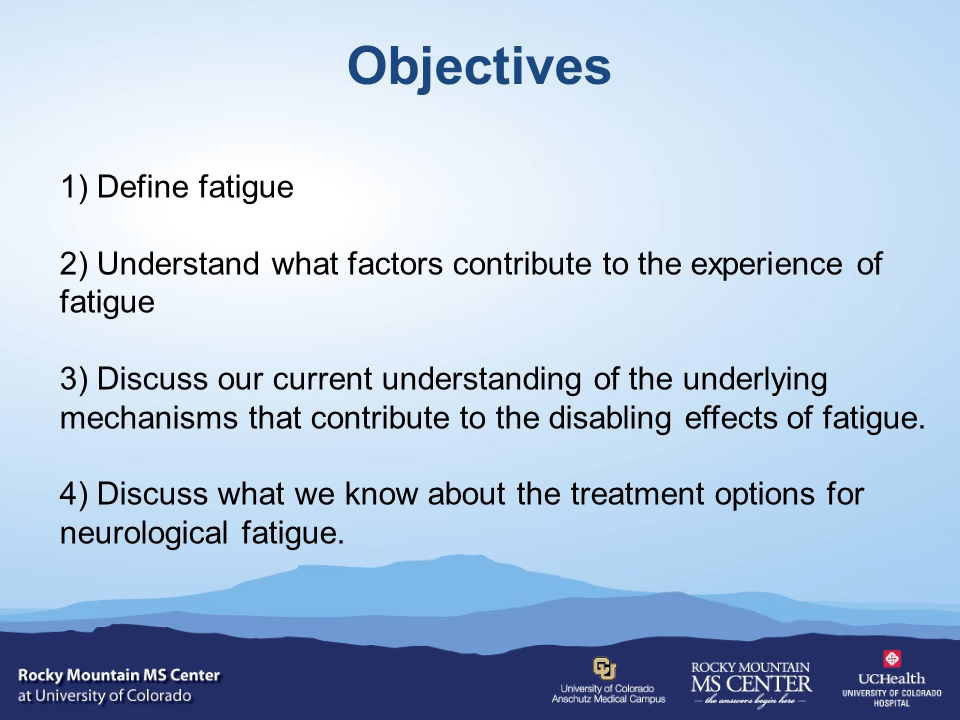 Objectives
1) Define fatigue
2) Understand what factors contribute to the experience of
fatigue
3) Discuss our current understanding of the underlying
mechanisms that contribute to the disabling effects of fatigue.
4) Discuss what we know about the treatment options for
neurological fatigue.
Rocky Mountain MS Center
at University of Colorado
CU
University of Colorado
Anschutz Medical Campus
ROCKY MOUNTAIN
MS CENTER
the answers begin here
UCHealth
UNIVERSITY OF COLORADO
HOSPITAL